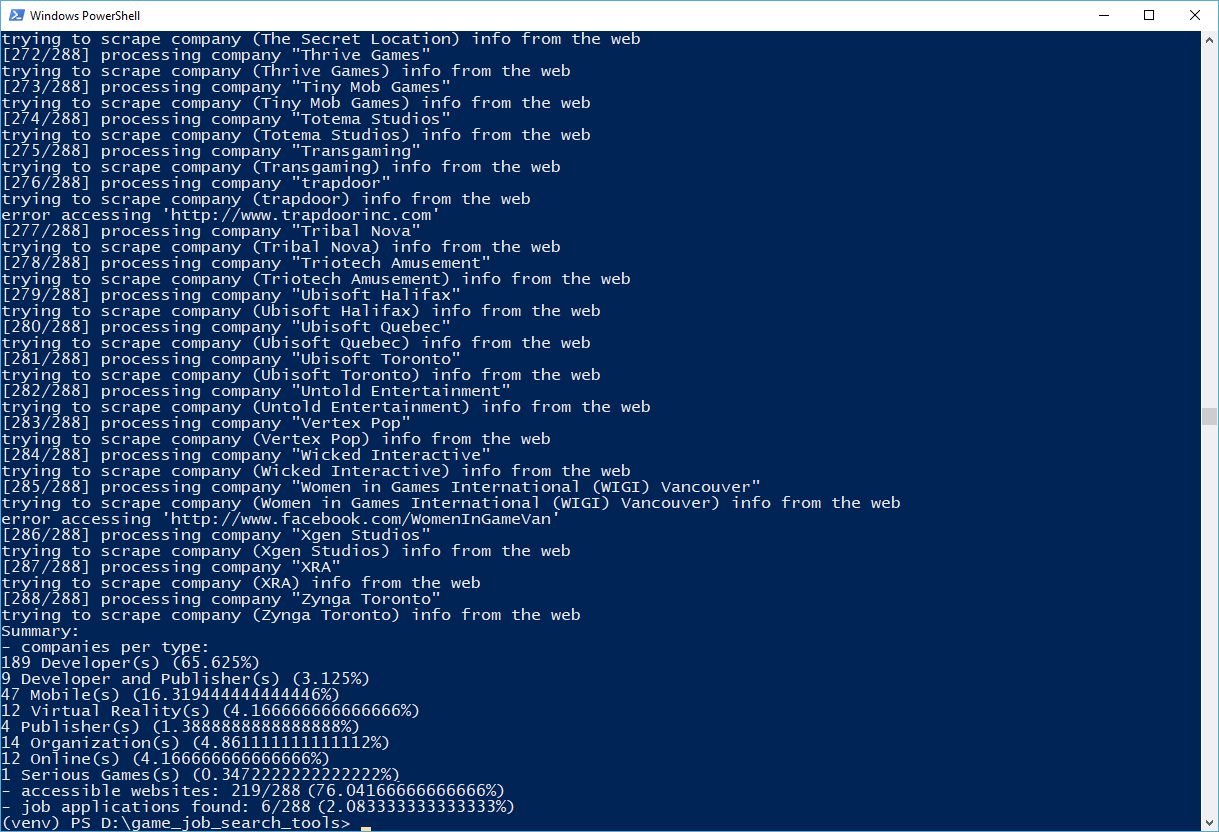 Windows PowerShell
trying to scrape company (The Secret Location) info from the web
[272/288] processing company "Thrive Games"
trying to scrape company (Thrive Games) info from the web
[273/288] processing company "Tiny Mob Games"
trying to scrape company (Tiny Mob Games) info from the web
[274/288] processing company "Totema Studios"
trying to scrape company (Totema Studios) info from the web
[275/288] processing company "Transgaming"
trying to scrape company (Transgaming) info from the web
[276/288] processing company "trapdoor"
trying to scrape company (trapdoor) info from the web
error accessing 'http://www.trapdoorinc.com'
[277/288] processing company "Tribal Nova"
trying to scrape company (Tribal Nova) info from the web
[278/288] processing company "Triotech Amusement"
trying to scrape company (Triotech Amusement) info from the web
[279/288] processing company "Ubisoft Halifax"
trying to scrape company (Ubisoft Halifax) info from the web
[280/288] processing company "Ubisoft Quebec"
trying to scrape company (Ubisoft Quebec) info from the web
[281/288] processing company "Ubisoft Toronto"
trying to scrape company (Ubisoft Toronto) info from the web
[282/288] processing company "Untold Entertainment"
trying to scrape company (Untold Entertainment) info from the web
[283/288] processing company "Vertex Pop"
trying to scrape company (Vertex Pop) info from the web
[284/288] processing company "Wicked Interactive"
trying to scrape company (Wicked Interactive) info from the web
[285/288] processing company "Women in Games International (WIGI) Vancouver"
trying to scrape company (Women in Games International (WIGI) Vancouver) info from the web
error accessing 'http://www.facebook.com/WomenInGameVan'
[286/288] processing company "Xgen Studios"
trying to scrape company (Xgen Studios) info from the web
[287/288] processing company "XRA"
trying to scrape company (XRA) info from the web
[288/288] processing company "Zynga Toronto"
trying to scrape company (Zynga Toronto) info from the web
Summary:
- companies per type:
189 Developer(s) (65.625%)
9 Developer and Publisher(s) (3.125%)
47 Mobile(s) (16.319444444444446%)
12 Virtual Reality(s) (4.166666666666666%)
4 Publisher(s) (1.3888888888888888%)
14 Organization(s) (4.861111111111112%)
12 Online(s) (4.166666666666666%)
1 Serious Games(s) (0.3472222222222222%)
- accessible websites: 219/288 (76.04166666666666%)
- job applications found: 6/288 (2.083333333333333%)
(venv) PS D:\game_job_search_tools>